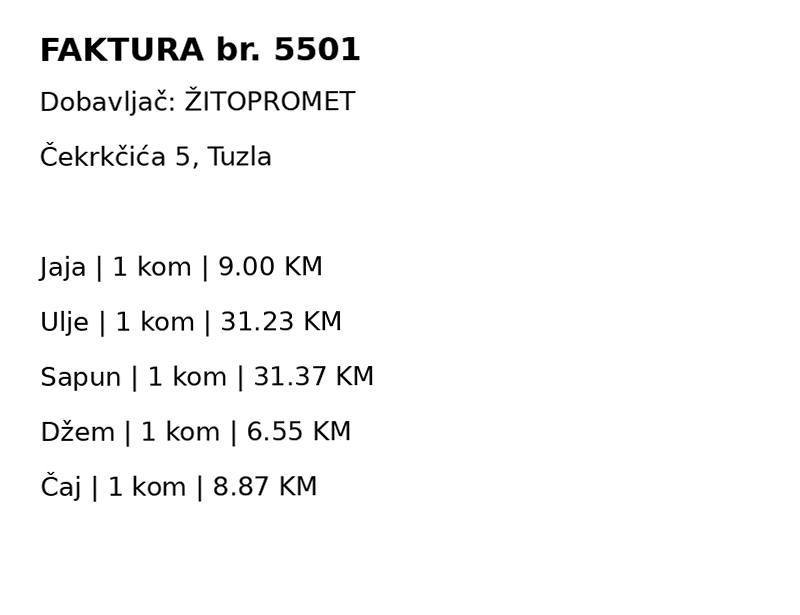 FAKTURA br. 5501
Dobavljač: ŽITOPROMET
Čekrkčića 5, Tuzla
Jaja | 1 kom | 9.00 KM
Ulje | 1 kom | 31.23 KM
Sapun | 1 kom | 31.37 KM
Džem | 1 kom | 6.55 KM
Čaj | 1 kom | 8.87 KM